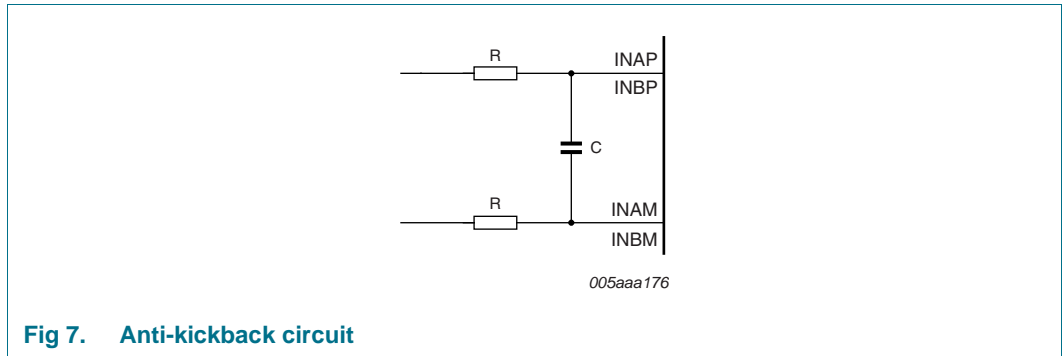 R
INAP
INBP
C
R
INAM
INBM
005aaa176
Fig 7. Anti-kickback circuit